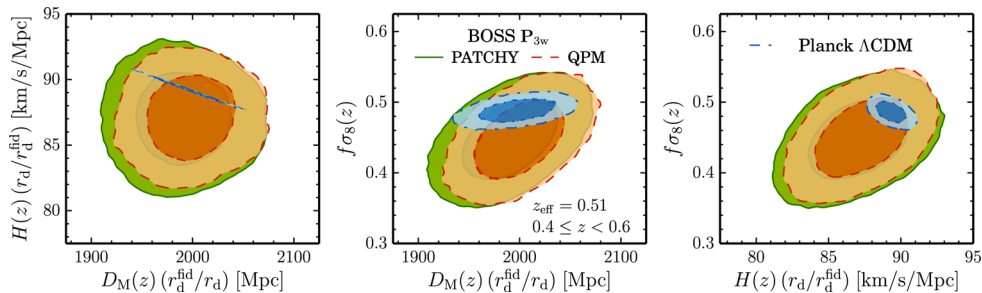 H(z) (r_d/r_d^fid) [km/s/Mpc]
95
90
85
80
75
1900 2000 2100
D_M(z) (r_d^fid/r_d) [Mpc]
fσ_8(z)
0.6
0.5
0.4
0.3
BOSS P_3w
PATCHY QPM
z_eff = 0.51
0.4 ≤ z < 0.6
1900 2000 2100
D_M(z) (r_d^fid/r_d) [Mpc]
fσ_8(z)
0.6
0.5
0.4
0.3
Planck ΛCDM
80 85 90 95
H(z) (r_d/r_d^fid) [km/s/Mpc]